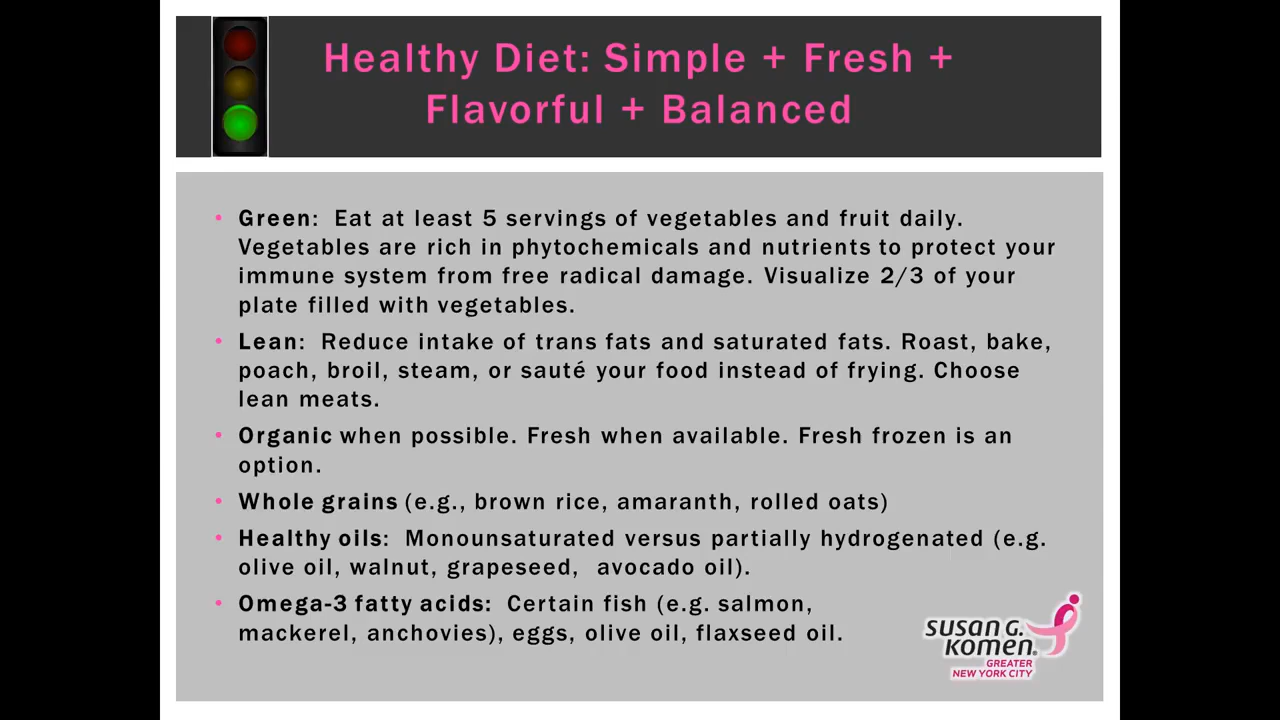 Healthy Diet: Simple + Fresh +
Flavorful + Balanced
• Green:  Eat at least 5 servings of vegetables and fruit daily.
Vegetables are rich in phytochemicals and nutrients to protect your
immune system from free radical damage. Visualize 2/3 of your
plate filled with vegetables.
• Lean:  Reduce intake of trans fats and saturated fats. Roast, bake,
poach, broil, steam, or sauté your food instead of frying. Choose
lean meats.
• Organic when possible. Fresh when available. Fresh frozen is an
option.
• Whole grains (e.g., brown rice, amaranth, rolled oats)
• Healthy oils:  Monounsaturated versus partially hydrogenated (e.g.
olive oil, walnut, grapeseed,  avocado oil).
• Omega-3 fatty acids:  Certain fish (e.g. salmon,
mackerel, anchovies), eggs, olive oil, flaxseed oil.
susan g.
komen®
GREATER
NEW YORK CITY